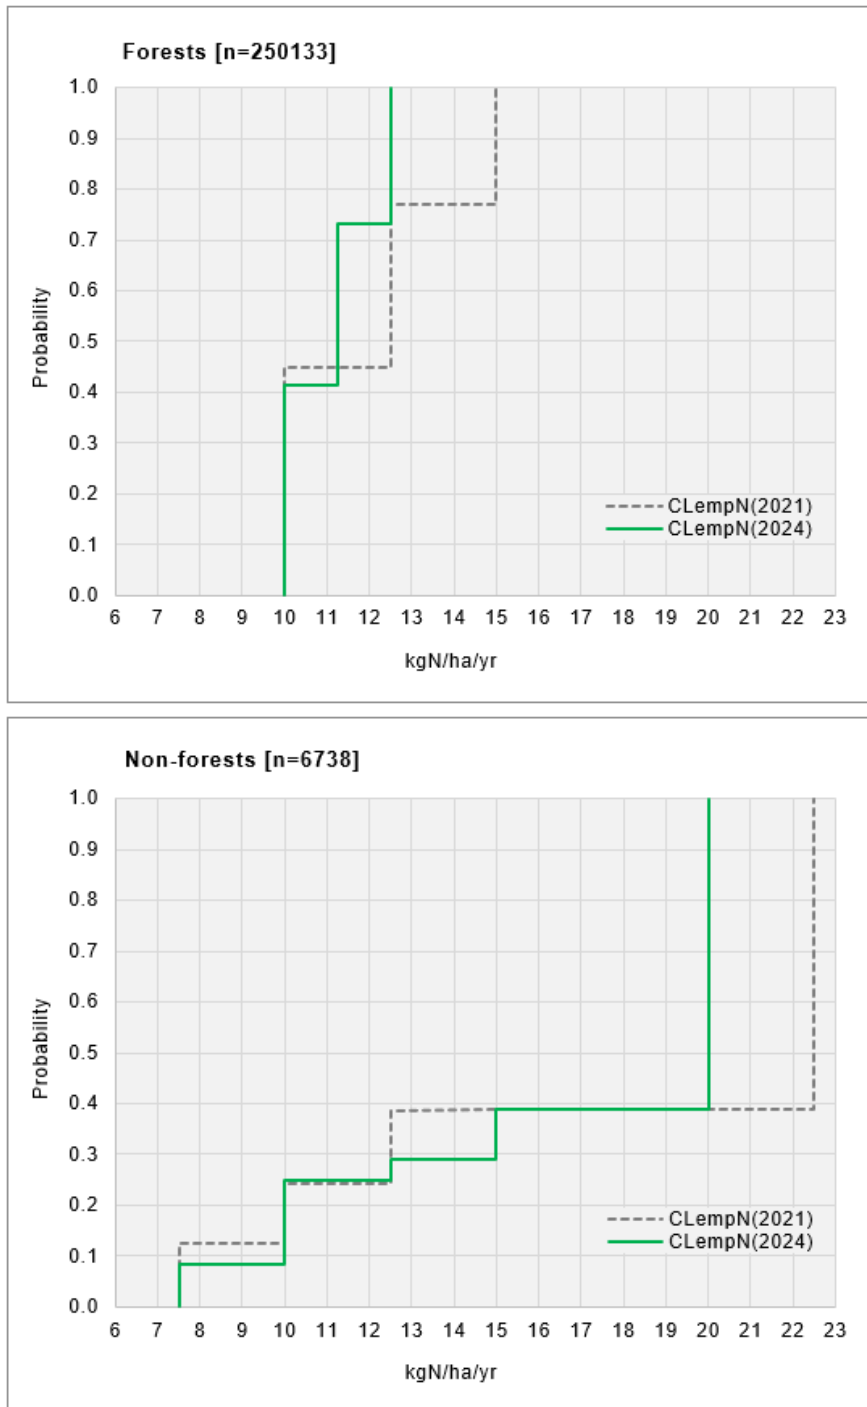 Forests [n=250133]
1.0
0.9
0.8
0.7
0.6
0.5
0.4
0.3
0.2
0.1
0.0
Probability
CLempN(2021)
CLempN(2024)
6 7 8 9 10 11 12 13 14 15 16 17 18 19 20 21 22 23
kgN/ha/yr
Non-forests [n=6738]
1.0
0.9
0.8
0.7
0.6
0.5
0.4
0.3
0.2
0.1
0.0
Probability
CLempN(2021)
CLempN(2024)
6 7 8 9 10 11 12 13 14 15 16 17 18 19 20 21 22 23
kgN/ha/yr